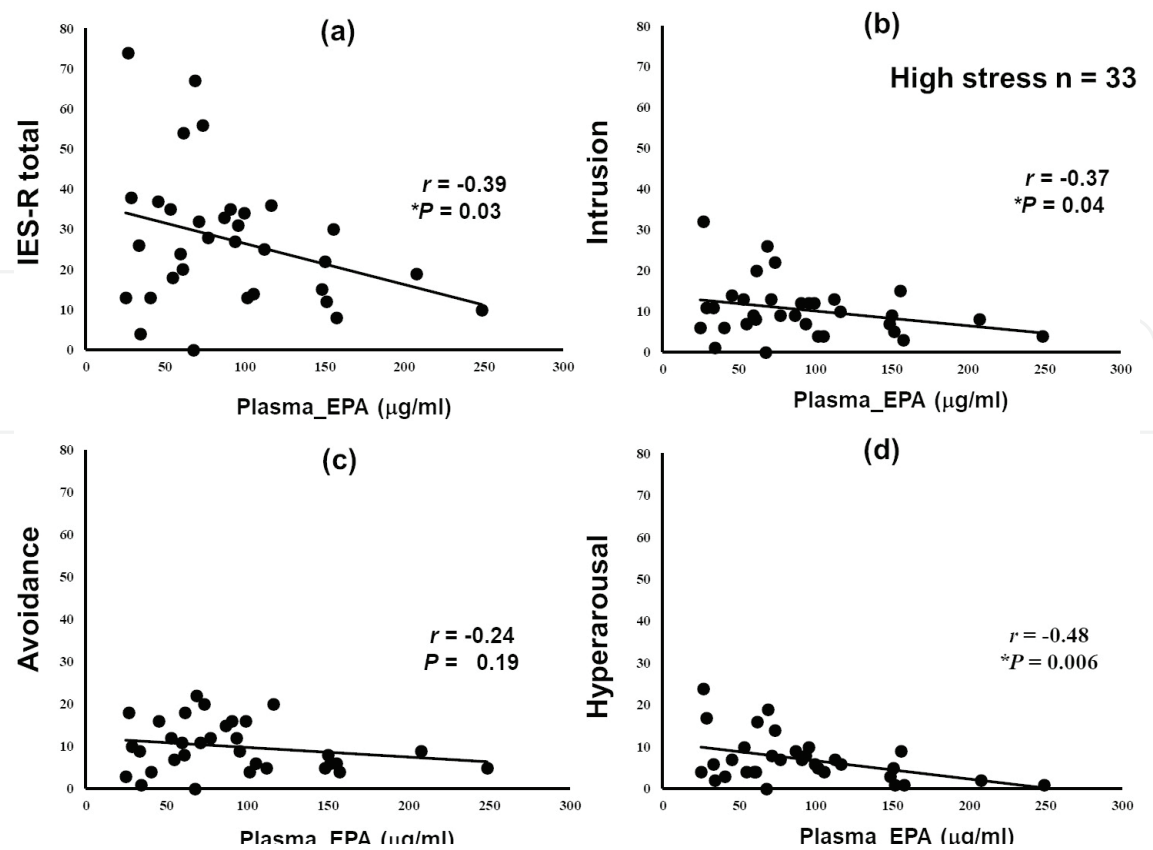 (a)
IES-R total
80
70
60
50
40
30
20
10
0
r = -0.39
*P = 0.03
0 50 100 150 200 250 300
Plasma_EPA (μg/ml)
(b)
High stress n = 33
Intrusion
80
70
60
50
40
30
20
10
0
r = -0.37
*P = 0.04
0 50 100 150 200 250 300
Plasma_EPA (μg/ml)
(c)
Avoidance
80
70
60
50
40
30
20
10
0
r = -0.24
P = 0.19
0 50 100 150 200 250 300
Plasma_EPA (μg/ml)
(d)
Hyperarousal
80
70
60
50
40
30
20
10
0
r = -0.48
*P = 0.006
0 50 100 150 200 250 300
Plasma_EPA (μg/ml)